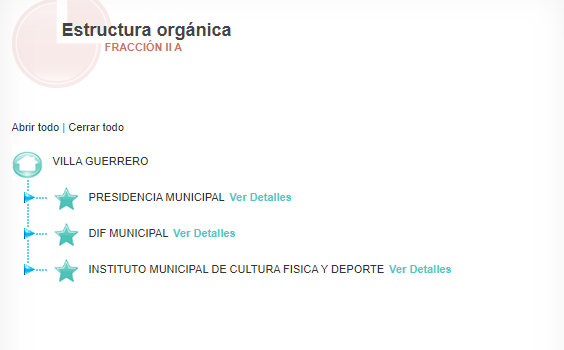 Estructura orgánica
FRACCIÓN II A
Abrir todo | Cerrar todo
VILLA GUERRERO
PRESIDENCIA MUNICIPAL Ver Detalles
DIF MUNICIPAL Ver Detalles
INSTITUTO MUNICIPAL DE CULTURA FISICA Y DEPORTE Ver Detalles